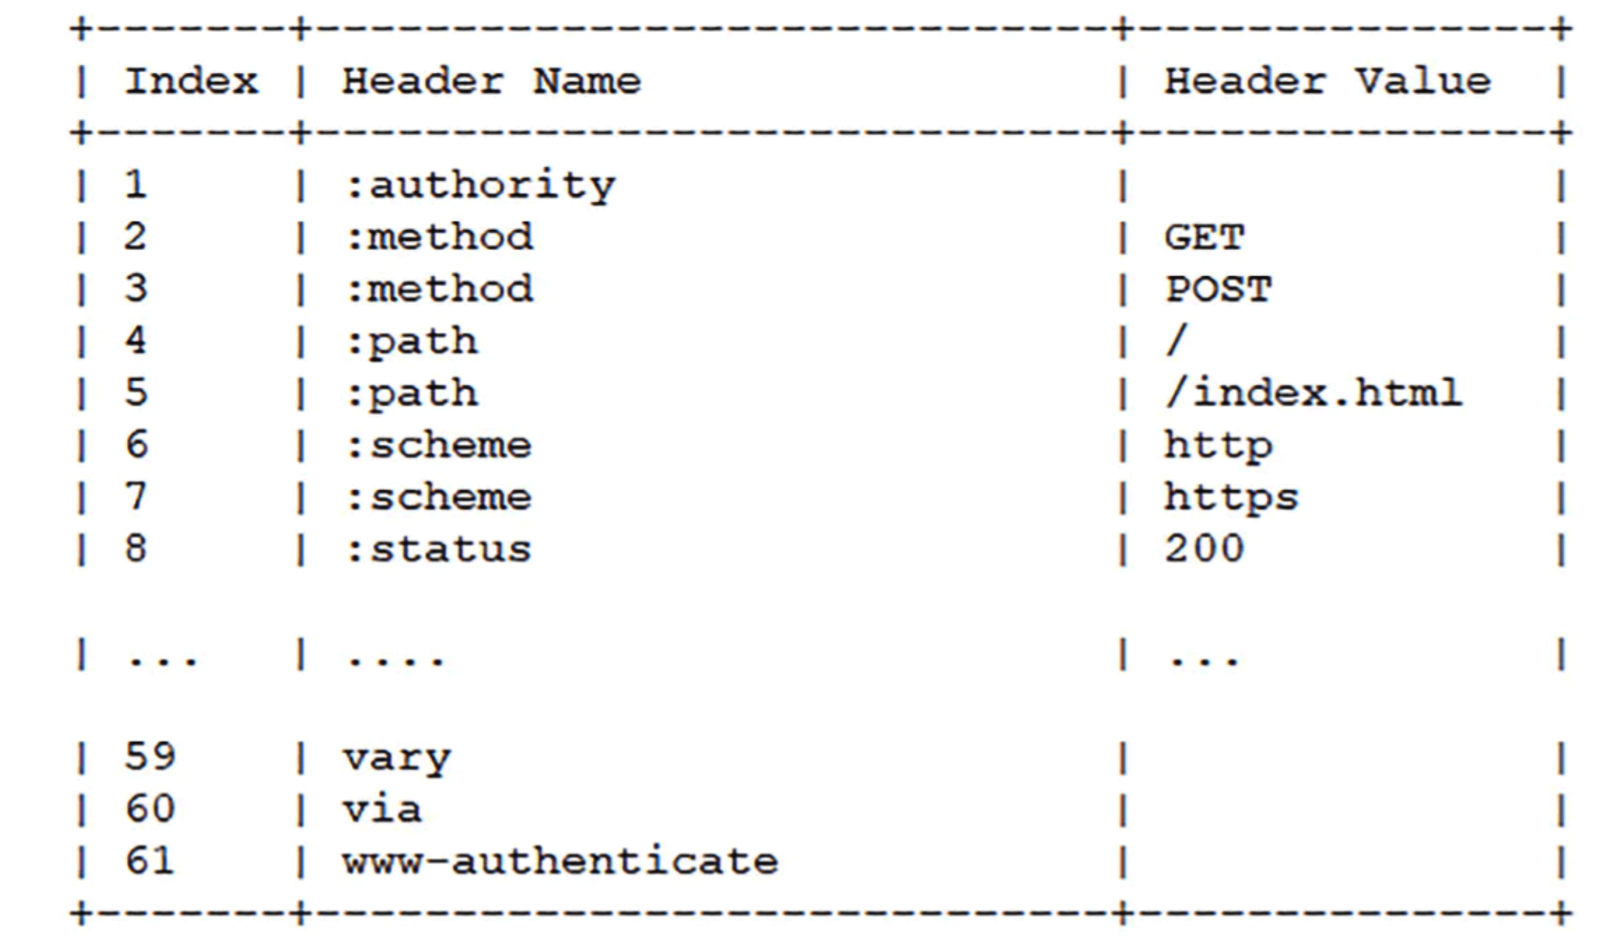 +-------+-----------------------------+---------------+
| Index | Header Name                 | Header Value  |
+-------+-----------------------------+---------------+
| 1     | :authority                  |               |
| 2     | :method                     | GET           |
| 3     | :method                     | POST          |
| 4     | :path                       | /             |
| 5     | :path                       | /index.html   |
| 6     | :scheme                     | http          |
| 7     | :scheme                     | https         |
| 8     | :status                     | 200           |
| ...   | ....                        | ...           |
| 59    | vary                        |               |
| 60    | via                         |               |
| 61    | www-authenticate            |               |
+-------+-----------------------------+---------------+